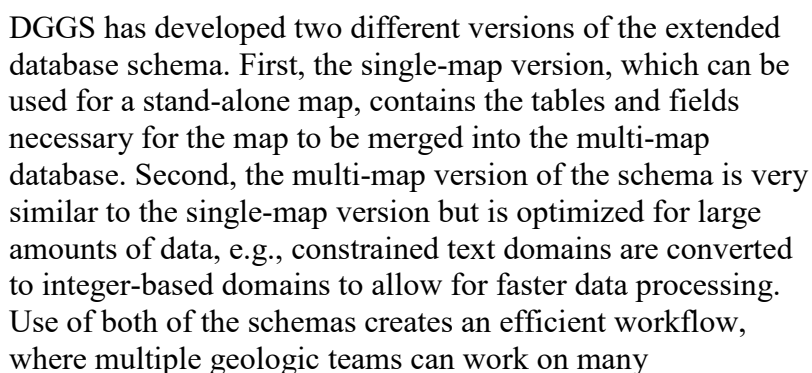 DGGS has developed two different versions of the extended
database schema. First, the single-map version, which can be
used for a stand-alone map, contains the tables and fields
necessary for the map to be merged into the multi-map
database. Second, the multi-map version of the schema is very
similar to the single-map version but is optimized for large
amounts of data, e.g., constrained text domains are converted
to integer-based domains to allow for faster data processing.
Use of both of the schemas creates an efficient workflow,
where multiple geologic teams can work on many